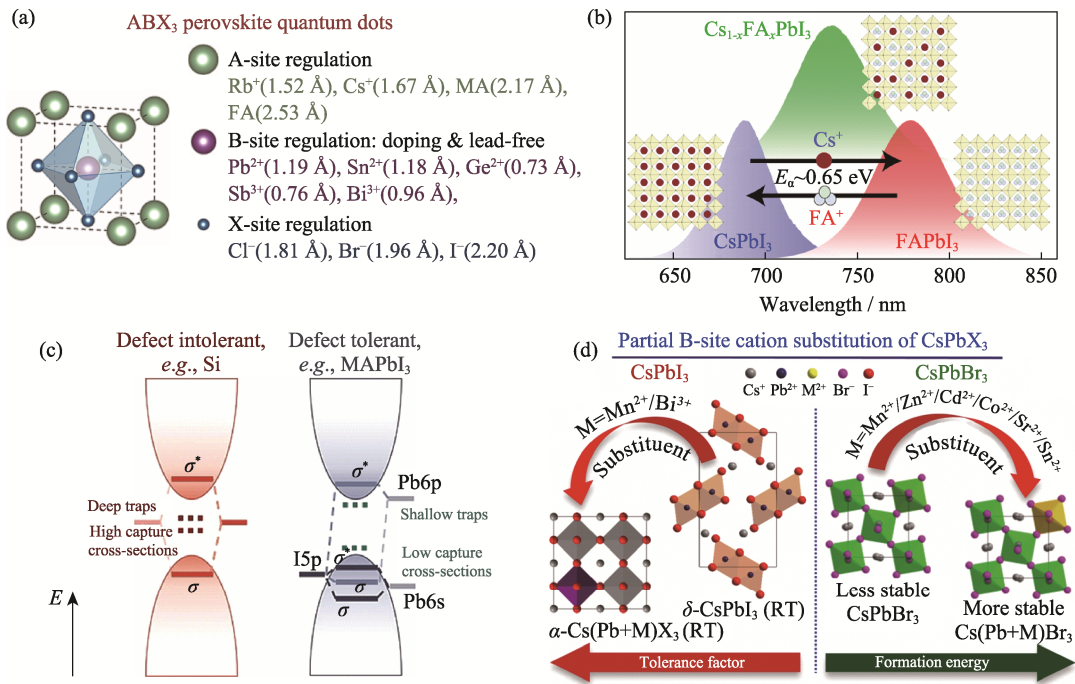 (a)
ABX₃ perovskite quantum dots
A-site regulation
Rb⁺(1.52 Å), Cs⁺(1.67 Å), MA(2.17 Å),
FA(2.53 Å)
B-site regulation: doping & lead-free
Pb²⁺(1.19 Å), Sn²⁺(1.18 Å), Ge²⁺(0.73 Å),
Sb³⁺(0.76 Å), Bi³⁺(0.96 Å),
X-site regulation
Cl⁻(1.81 Å), Br⁻(1.96 Å), I⁻(2.20 Å)
(b)
Cs₁₋ₓFAₓPbI₃
Cs⁺
Eα~0.65 eV
FA⁺
CsPbI₃
FAPbI₃
650 700 750 800 850
Wavelength / nm
(c)
Defect intolerant,
e.g., Si
Defect tolerant,
e.g., MAPbI₃
σ*
σ*
Pb6p
Deep traps
Shallow traps
High capture
cross-sections
Low capture
cross-sections
I5p
σ*
σ
σ
σ
Pb6s
E
(d)
Partial B-site cation substitution of CsPbX₃
CsPbI₃
CsPbBr₃
Cs⁺ Pb²⁺ M²⁺ Br⁻ I⁻
M=Mn²⁺/Bi³⁺
Substituent
M=Mn²⁺/Zn²⁺/Cd²⁺/Co²⁺/Sr²⁺/Sn²⁺
Substituent
δ-CsPbI₃ (RT)
α-Cs(Pb+M)X₃ (RT)
Less stable
CsPbBr₃
More stable
Cs(Pb+M)Br₃
Tolerance factor
Formation energy